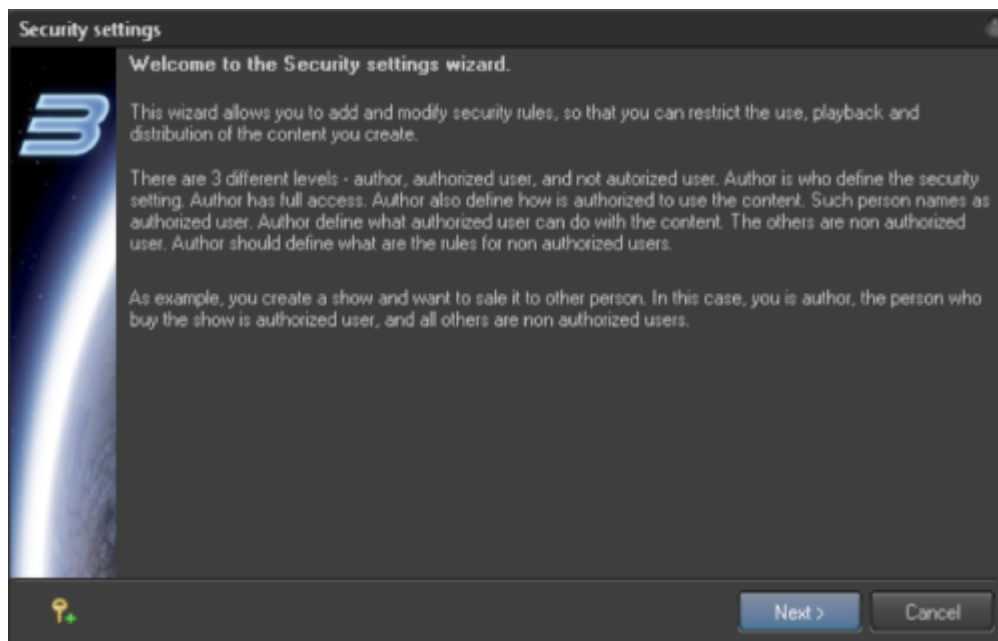 Security settings
Welcome to the Security settings wizard.
This wizard allows you to add and modify security rules, so that you can restrict the use, playback and
distribution of the content you create.
There are 3 different levels - author, authorized user, and not autorized user. Author is who define the security
setting. Author has full access. Author also define how is authorized to use the content. Such person names as
authorized user. Author define what authorized user can do with the content. The others are non authorized
user. Author should define what are the rules for non authorized users.
As example, you create a show and want to sale it to other person. In this case, you is author, the person who
buy the show is authorized user, and all others are non authorized users.
3
Next >
Cancel